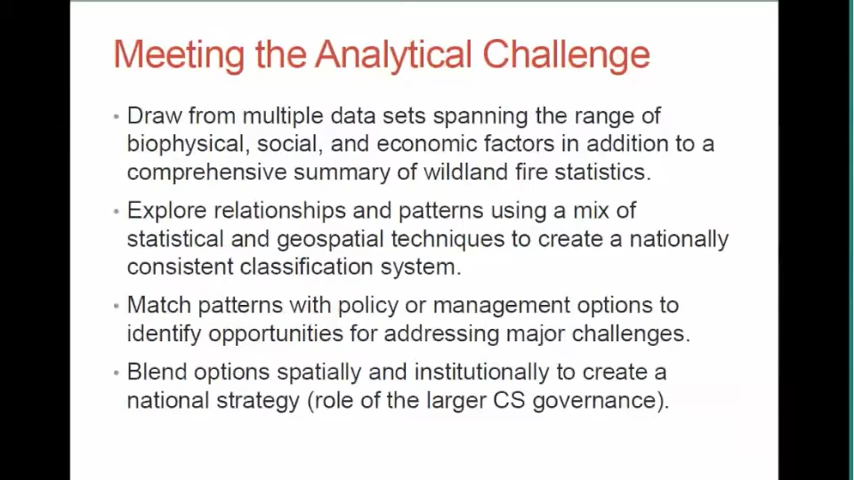 Meeting the Analytical Challenge
• Draw from multiple data sets spanning the range of
biophysical, social, and economic factors in addition to a
comprehensive summary of wildland fire statistics.
• Explore relationships and patterns using a mix of
statistical and geospatial techniques to create a nationally
consistent classification system.
• Match patterns with policy or management options to
identify opportunities for addressing major challenges.
• Blend options spatially and institutionally to create a
national strategy (role of the larger CS governance).